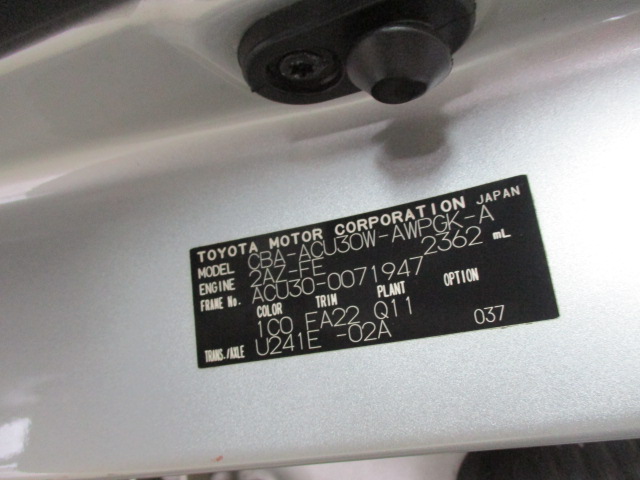 TOYOTA MOTOR CORPORATION JAPAN
MODEL CBA-ACU30W-AWPGK-A
ENGINE 2AZ-FE 2362 mL
FRAME No. ACU30-0071947
COLOR TRIM PLANT OPTION
1C0 FA22 Q11
TRANS./AXLE U241E -02A 037